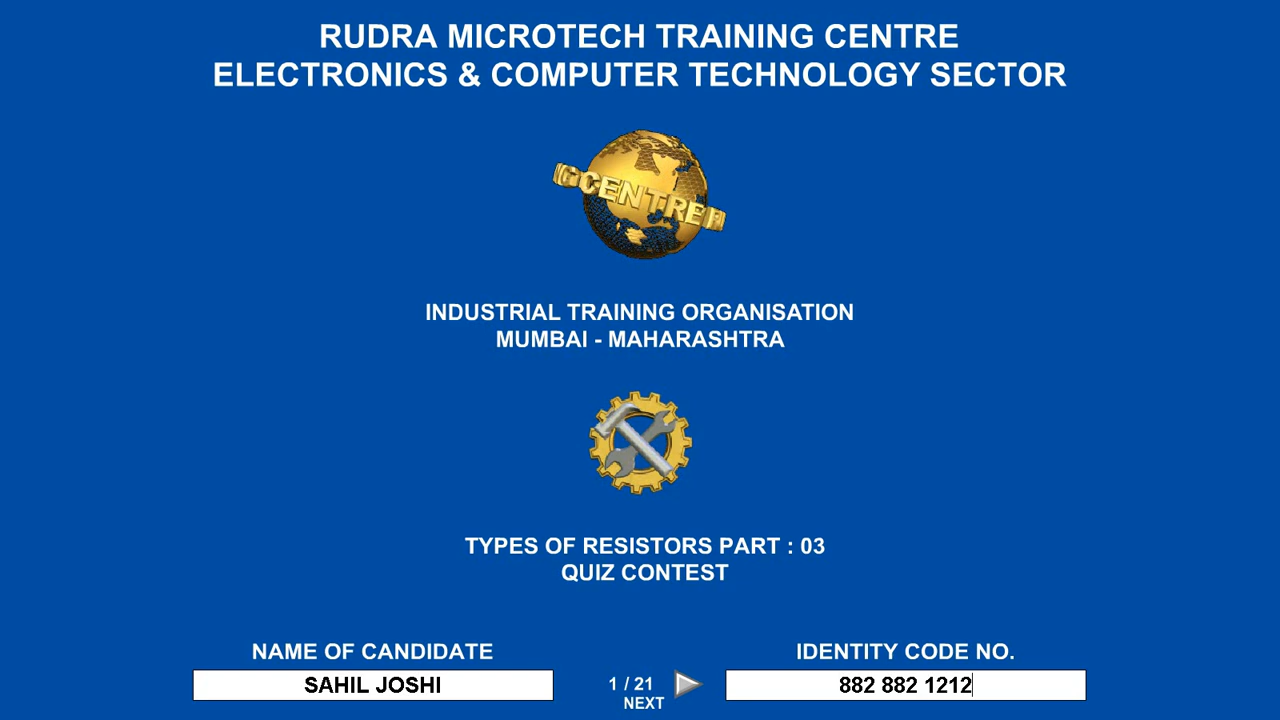 RUDRA MICROTECH TRAINING CENTRE
ELECTRONICS & COMPUTER TECHNOLOGY SECTOR
CENTRE
INDUSTRIAL TRAINING ORGANISATION
MUMBAI - MAHARASHTRA
TYPES OF RESISTORS PART : 03
QUIZ CONTEST
NAME OF CANDIDATE
IDENTITY CODE NO.
SAHIL JOSHI
1 / 21
882 882 1212
NEXT